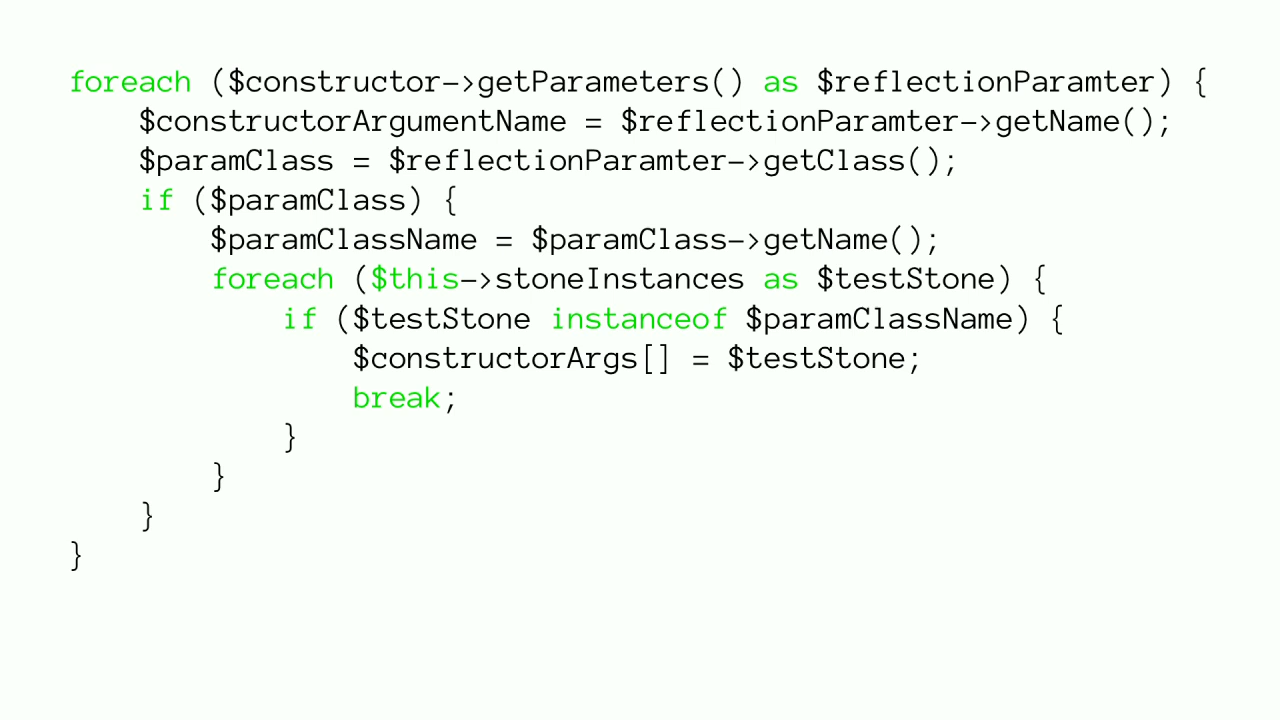 foreach ($constructor->getParameters() as $reflectionParamter) {
    $constructorArgumentName = $reflectionParamter->getName();
    $paramClass = $reflectionParamter->getClass();
    if ($paramClass) {
        $paramClassName = $paramClass->getName();
        foreach ($this->stoneInstances as $testStone) {
            if ($testStone instanceof $paramClassName) {
                $constructorArgs[] = $testStone;
                break;
            }
        }
    }
}